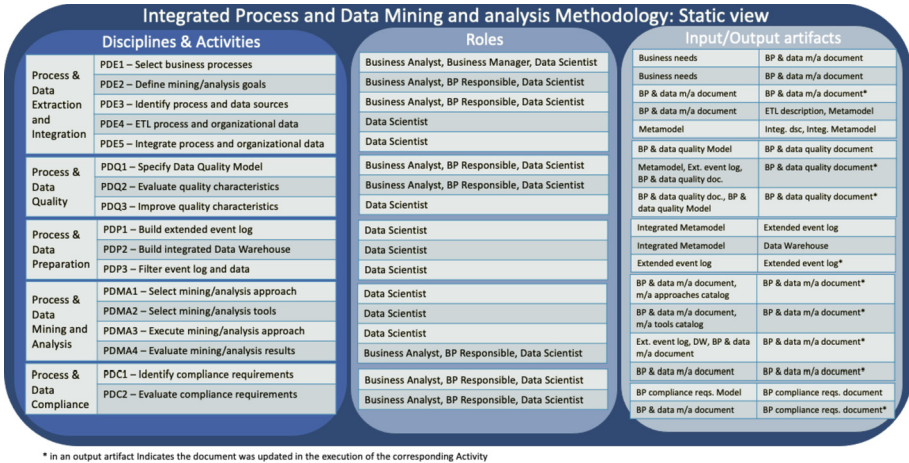 Integrated Process and Data Mining and analysis Methodology: Static view
Disciplines & Activities
Process &
Data
Extraction
and
Integration
PDE1 – Select business processes
PDE2 – Define mining/analysis goals
PDE3 – Identify process and data sources
PDE4 – ETL process and organizational data
PDE5 – Integrate process and organizational data
Process &
Data
Quality
PDQ1 – Specify Data Quality Model
PDQ2 – Evaluate quality characteristics
PDQ3 – Improve quality characteristics
Process &
Data
Preparation
PDP1 – Build extended event log
PDP2 – Build integrated Data Warehouse
PDP3 – Filter event log and data
Process &
Data
Mining and
Analysis
PDMA1 – Select mining/analysis approach
PDMA2 – Select mining/analysis tools
PDMA3 – Execute mining/analysis approach
PDMA4 – Evaluate mining/analysis results
Process &
Data
Compliance
PDC1 – Identify compliance requirements
PDC2 – Evaluate compliance requirements
Roles
Business Analyst, Business Manager, Data Scientist
Business Analyst, BP Responsible, Data Scientist
Business Analyst, BP Responsible, Data Scientist
Data Scientist
Data Scientist
Business Analyst, BP Responsible, Data Scientist
Business Analyst, BP Responsible, Data Scientist
Data Scientist
Data Scientist
Data Scientist
Data Scientist
Data Scientist
Data Scientist
Data Scientist
Business Analyst, BP Responsible, Data Scientist
Business Analyst, BP Responsible, Data Scientist
Business Analyst, BP Responsible, Data Scientist
Input/Output artifacts
Business needs
BP & data m/a document
Business needs
BP & data m/a document
BP & data m/a document
BP & data m/a document*
BP & data m/a document
ETL description, Metamodel
Metamodel
Integ. dsc, Integ. Metamodel
BP & data quality Model
BP & data quality document
Metamodel, Ext. event log,
BP & data quality doc.
BP & data quality document*
BP & data quality doc., BP &
data quality Model
BP & data quality document*
Integrated Metamodel
Extended event log
Integrated Metamodel
Data Warehouse
Extended event log
Extended event log*
BP & data m/a document,
m/a approaches catalog
BP & data m/a document*
BP & data m/a document,
m/a tools catalog
BP & data m/a document*
Ext. event log, DW, BP & data
m/a document
BP & data m/a document*
BP & data m/a document
BP & data m/a document*
BP compliance reqs. Model
BP compliance reqs. document
BP & data m/a document
BP compliance reqs. document*
* in an output artifact Indicates the document was updated in the execution of the corresponding Activity